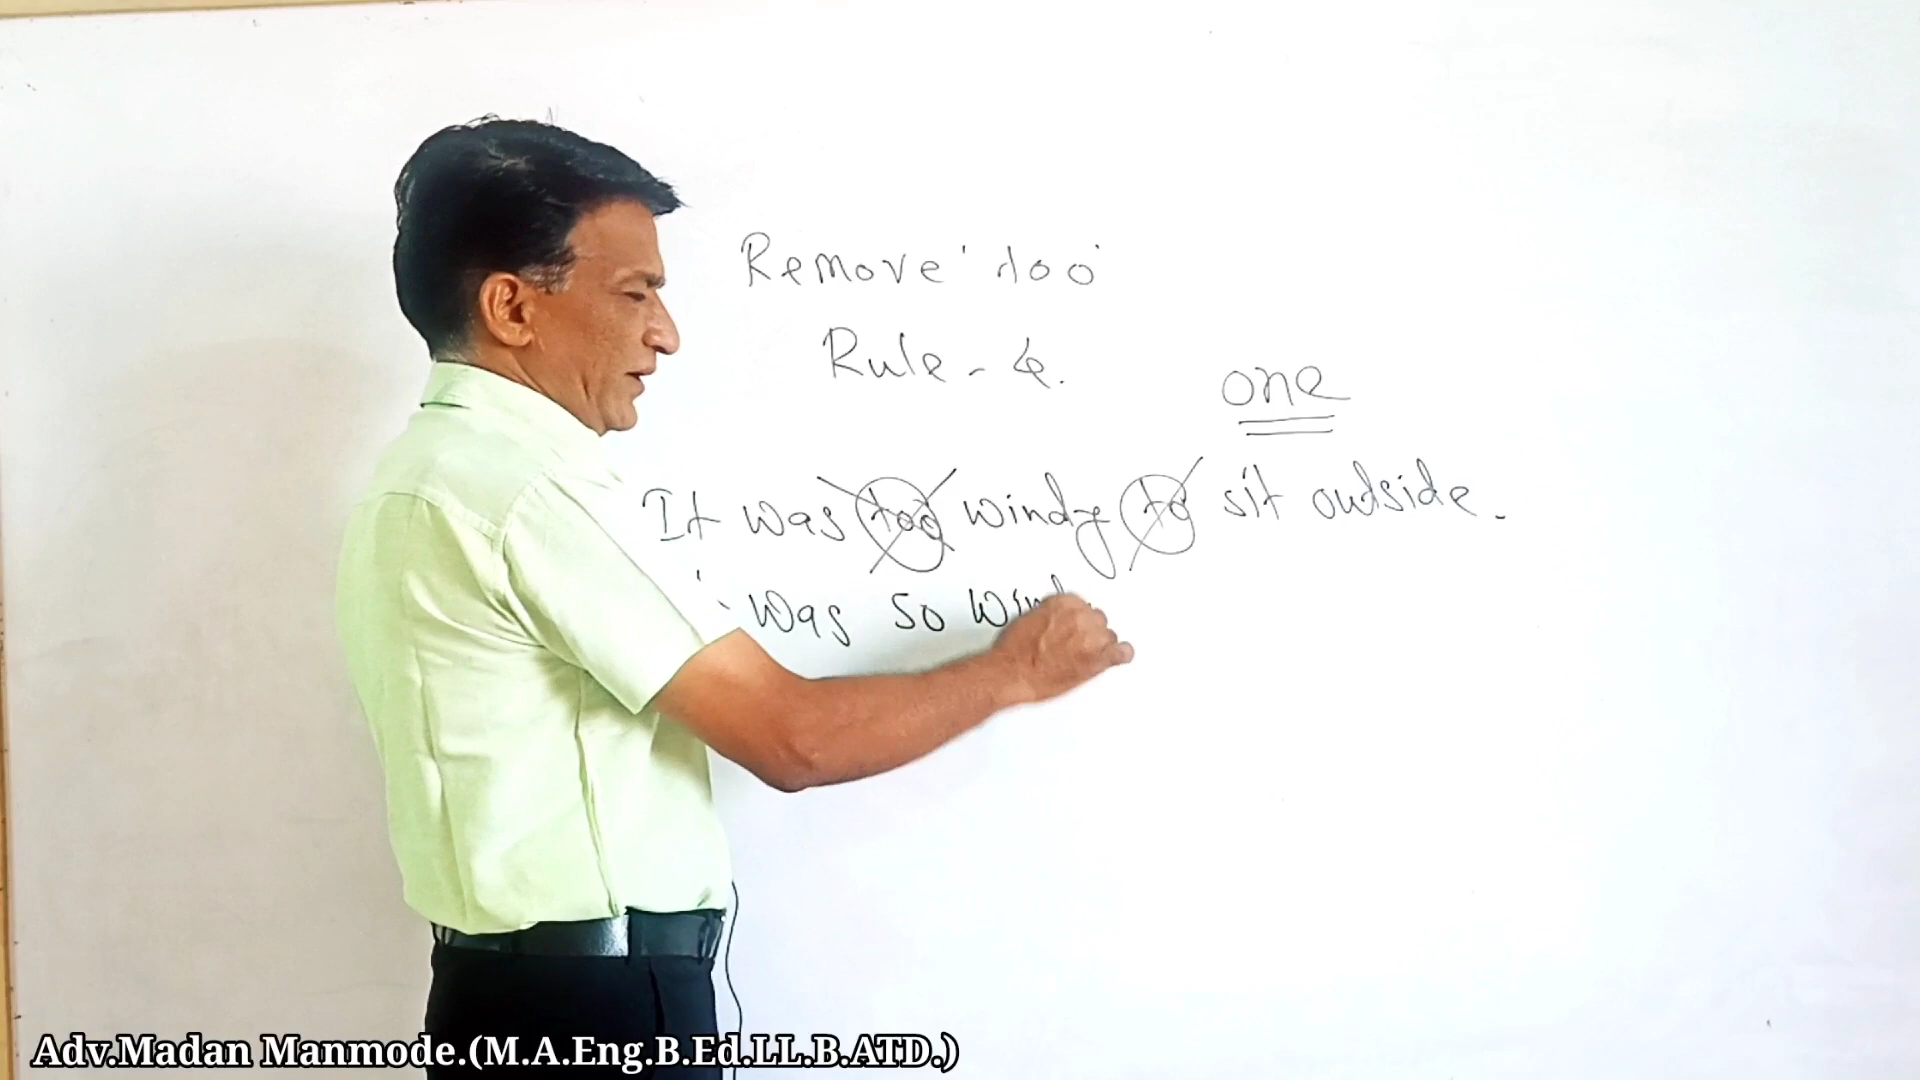 Remove 'too'
Rule - 4.
one
It was too windy to sit outside.
was so
Adv.Madan Manmode.(M.A.Eng.B.Ed.LL.B.ATD.)